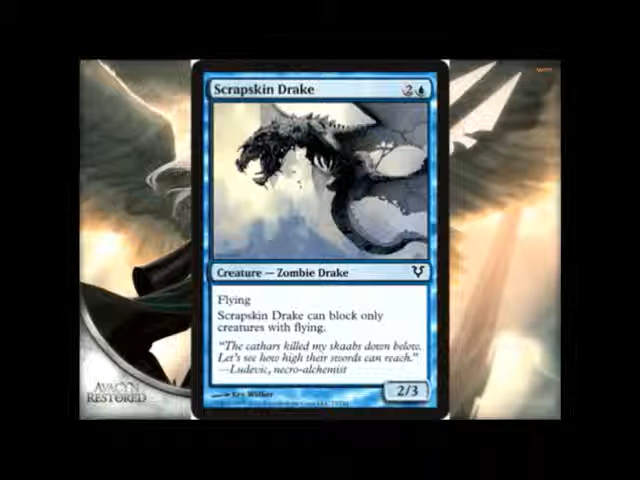 Scrapskin Drake 2
Creature — Zombie Drake
Flying
Scrapskin Drake can block only
creatures with flying.
"The cathars killed my skaabs down below.
Let's see how high their swords can reach."
—Ludevic, necro-alchemist
2/3
Kev Walker
AVACYN
RESTORED